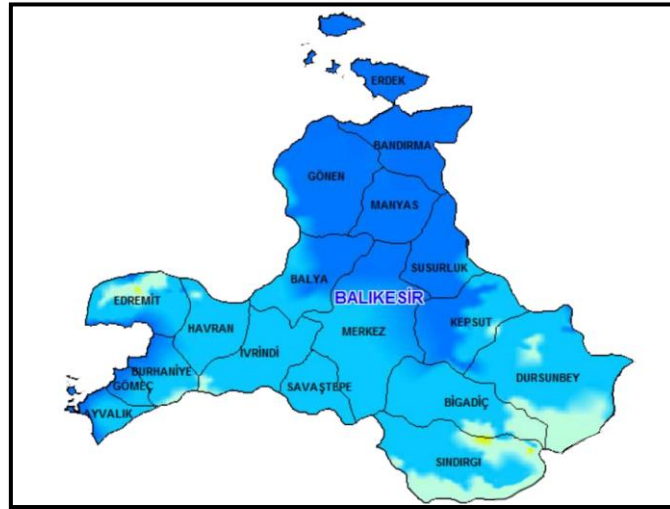 ERDEK
BANDIRMA
GÖNEN
MANYAS
SUSURLUK
BALYA
BALIKESİR
EDREMIT
HAVRAN
MERKEZ
KEPSUT
İVRİNDİ
BURHANİYE
DURSUNBEY
GÖMEÇ
SAVAŞTEPE
BİGADİÇ
AYVALIK
SINDIRGI